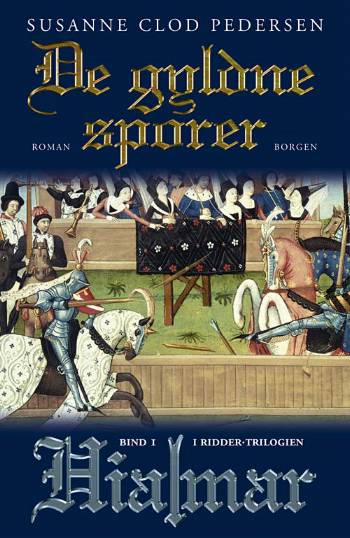 SUSANNE CLOD PEDERSEN
De gyldne
sporer
ROMAN
BORGEN
BIND 1
I RIDDER-TRILOGIEN
Hialmar